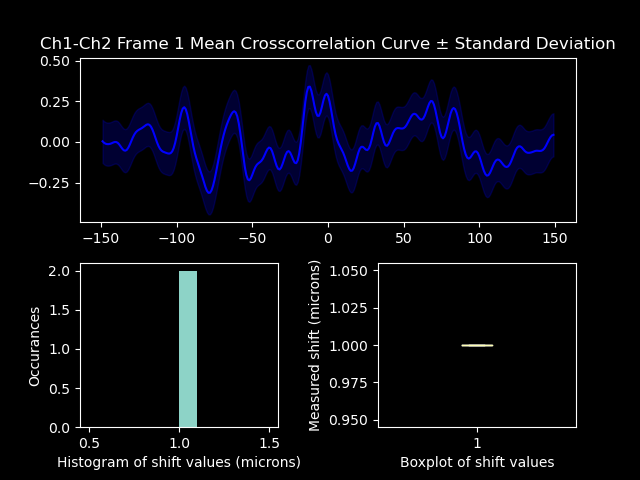 Ch1-Ch2 Frame 1 Mean Crosscorrelation Curve ± Standard Deviation
0.50
0.25
0.00
−0.25
−150 −100 −50 0 50 100 150
Occurances
2.0
1.5
1.0
0.5
0.0
0.5 1.0 1.5
Histogram of shift values (microns)
Measured shift (microns)
1.050
1.025
1.000
0.975
0.950
1
Boxplot of shift values